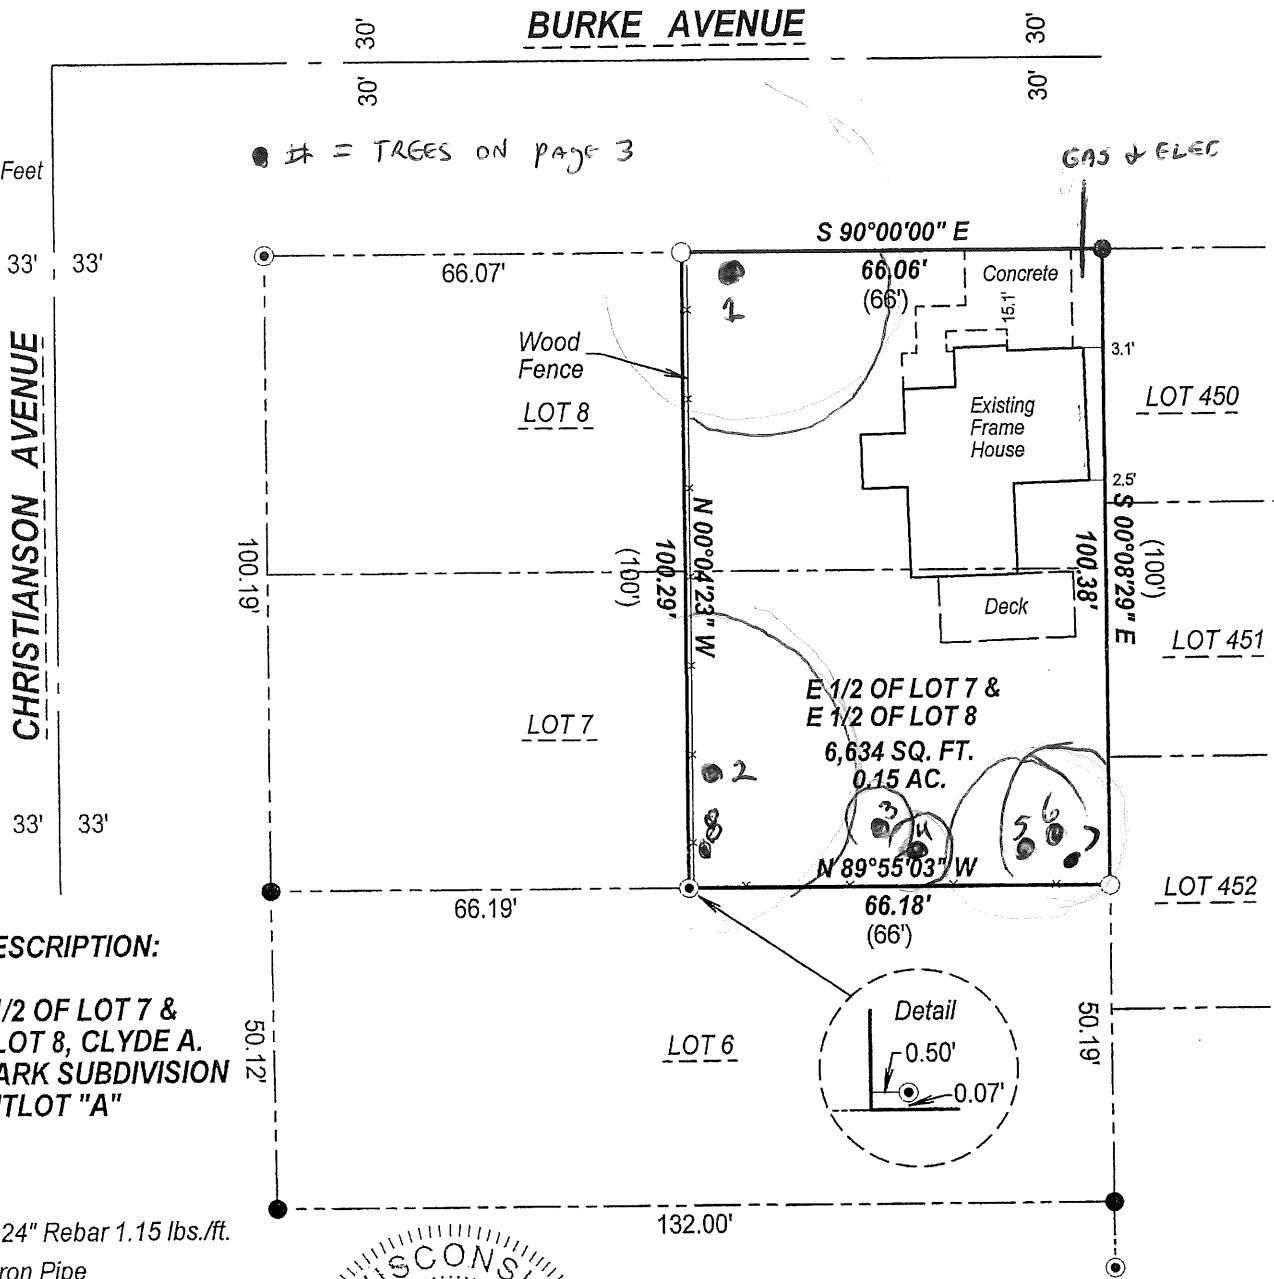 BURKE AVENUE
30'
30'
30'
30'
# = TREES ON PAGE 3
GAS & ELEC
Feet
33'
33'
S 90°00'00" E
66.07'
66.06'
(66')
Concrete
15.1'
1
Wood
Fence
3.1'
LOT 8
LOT 450
Existing
Frame
House
2.5'
CHRISTIANSON AVENUE
100.19'
(100')
100.29'
N 00°04'23" W
100.38'
S 00°08'29" E
(100')
Deck
LOT 451
E 1/2 OF LOT 7 &
E 1/2 OF LOT 8
LOT 7
6,634 SQ. FT.
0.15 AC.
2
3
4
5
6
7
8
33'
33'
N 89°55'03" W
LOT 452
66.19'
66.18'
(66')
ESCRIPTION:
1/2 OF LOT 7 &
LOT 8, CLYDE A.
ARK SUBDIVISION
TLOT "A"
50.12'
LOT 6
Detail
0.50'
0.07'
50.19'
132.00'
24" Rebar 1.15 lbs./ft.
ron Pipe
SCONS